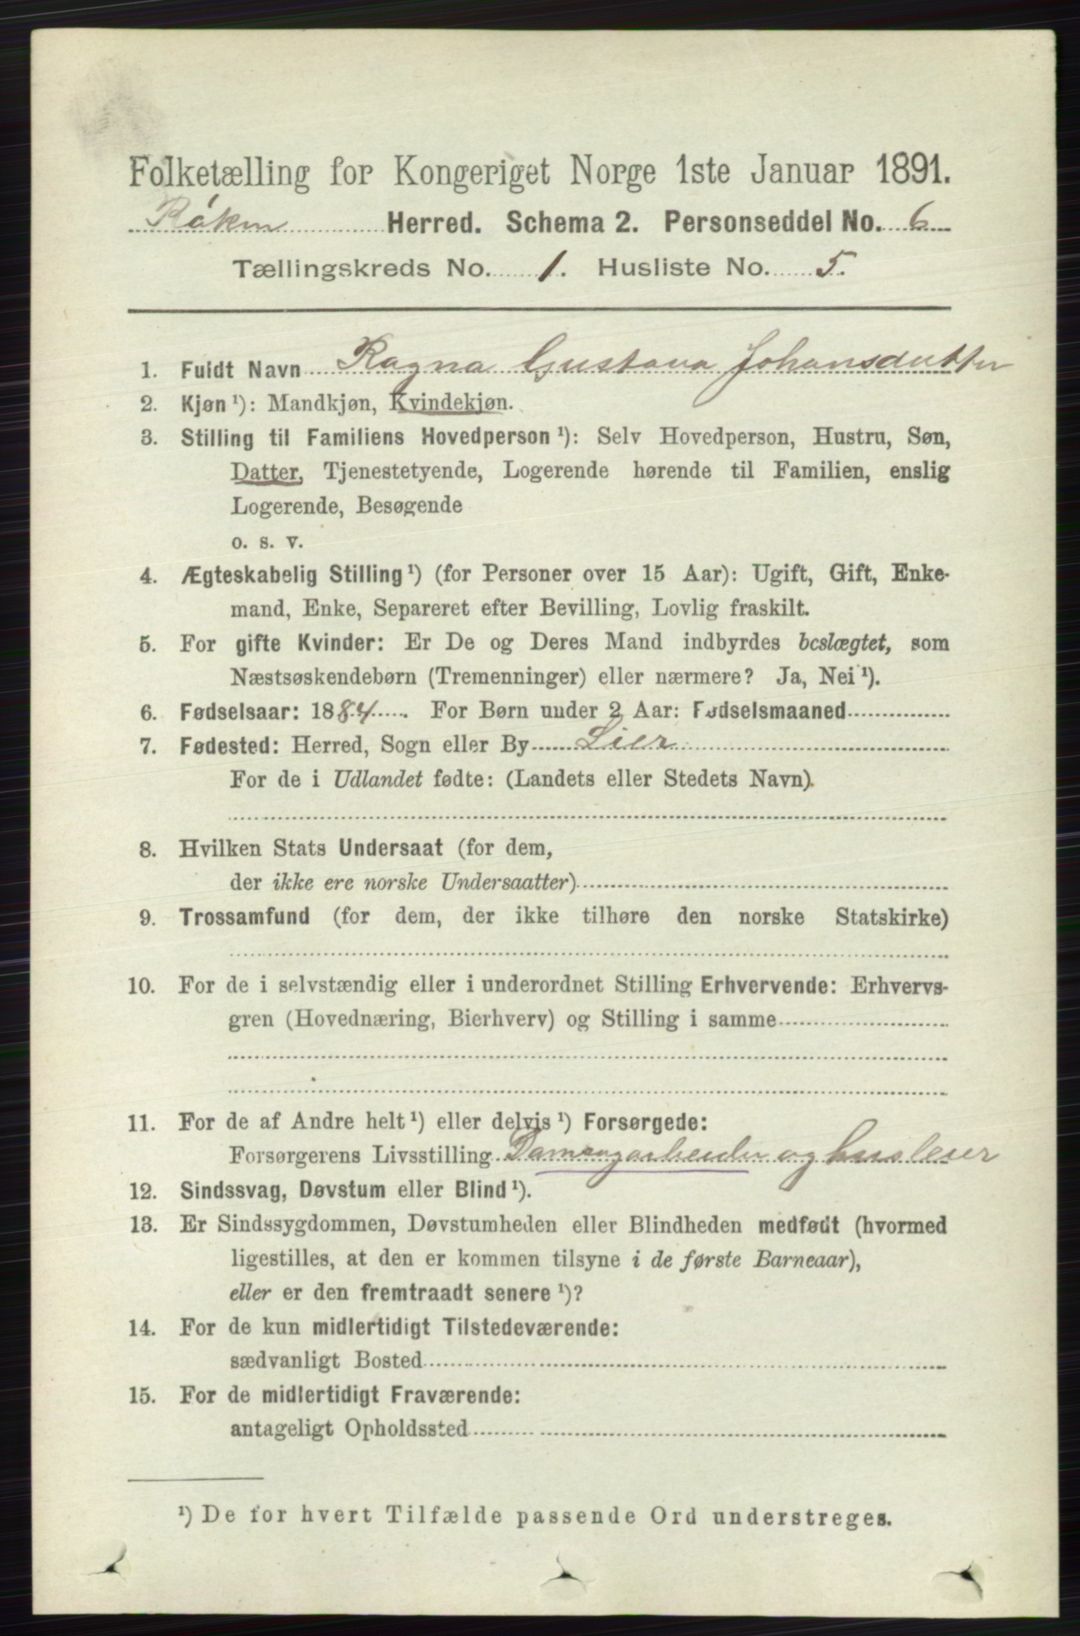 Folketælling for Kongeriget Norge 1ste Januar 1891.
Røken Herred. Schema 2. Personseddel No. 6
Tællingskreds No. 1. Husliste No. 5.
1. Fuldt Navn Ragna Gustava Johansdatter
2. Kjøn ¹): Mandkjøn, Kvindekjøn.
3. Stilling til Familiens Hovedperson ¹): Selv Hovedperson, Hustru, Søn,
Datter, Tjenestetyende, Logerende hørende til Familien, enslig
Logerende, Besøgende
o. s. v.
4. Ægteskabelig Stilling ¹) (for Personer over 15 Aar): Ugift, Gift, Enke-
mand, Enke, Separeret efter Bevilling, Lovlig fraskilt.
5. For gifte Kvinder: Er De og Deres Mand indbyrdes beslægtet, som
Næstsøskendebørn (Tremenninger) eller nærmere? Ja, Nei ¹).
6. Fødselsaar: 1884. For Børn under 2 Aar: Fødselsmaaned
7. Fødested: Herred, Sogn eller By Lier
For de i Udlandet fødte: (Landets eller Stedets Navn)
8. Hvilken Stats Undersaat (for dem,
der ikke ere norske Undersaatter)
9. Trossamfund (for dem, der ikke tilhøre den norske Statskirke)
10. For de i selvstændig eller i underordnet Stilling Erhvervende: Erhvervs-
gren (Hovednæring, Bierhverv) og Stilling i samme
11. For de af Andre helt ¹) eller delvis ¹) Forsørgede:
Forsørgerens Livsstilling Damsagarbeider og husleier
12. Sindssvag, Døvstum eller Blind ¹).
13. Er Sindssygdommen, Døvstumheden eller Blindheden medfødt (hvormed
ligestilles, at den er kommen tilsyne i de første Barneaar),
eller er den fremtraadt senere ¹)?
14. For de kun midlertidigt Tilstedeværende:
sædvanligt Bosted
15. For de midlertidigt Fraværende:
antageligt Opholdssted
¹) De for hvert Tilfælde passende Ord understreges.